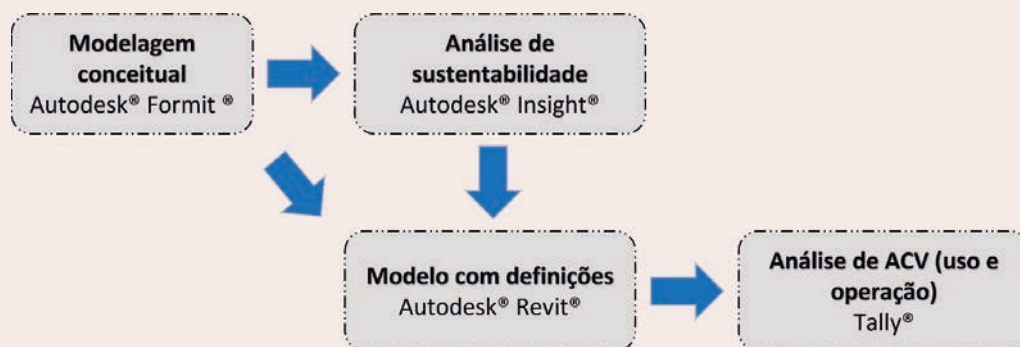 Modelagem
conceitual
Autodesk® Formit ®
Análise de
sustentabilidade
Autodesk® Insight®
Modelo com definições
Autodesk® Revit®
Análise de ACV (uso e
operação)
Tally®